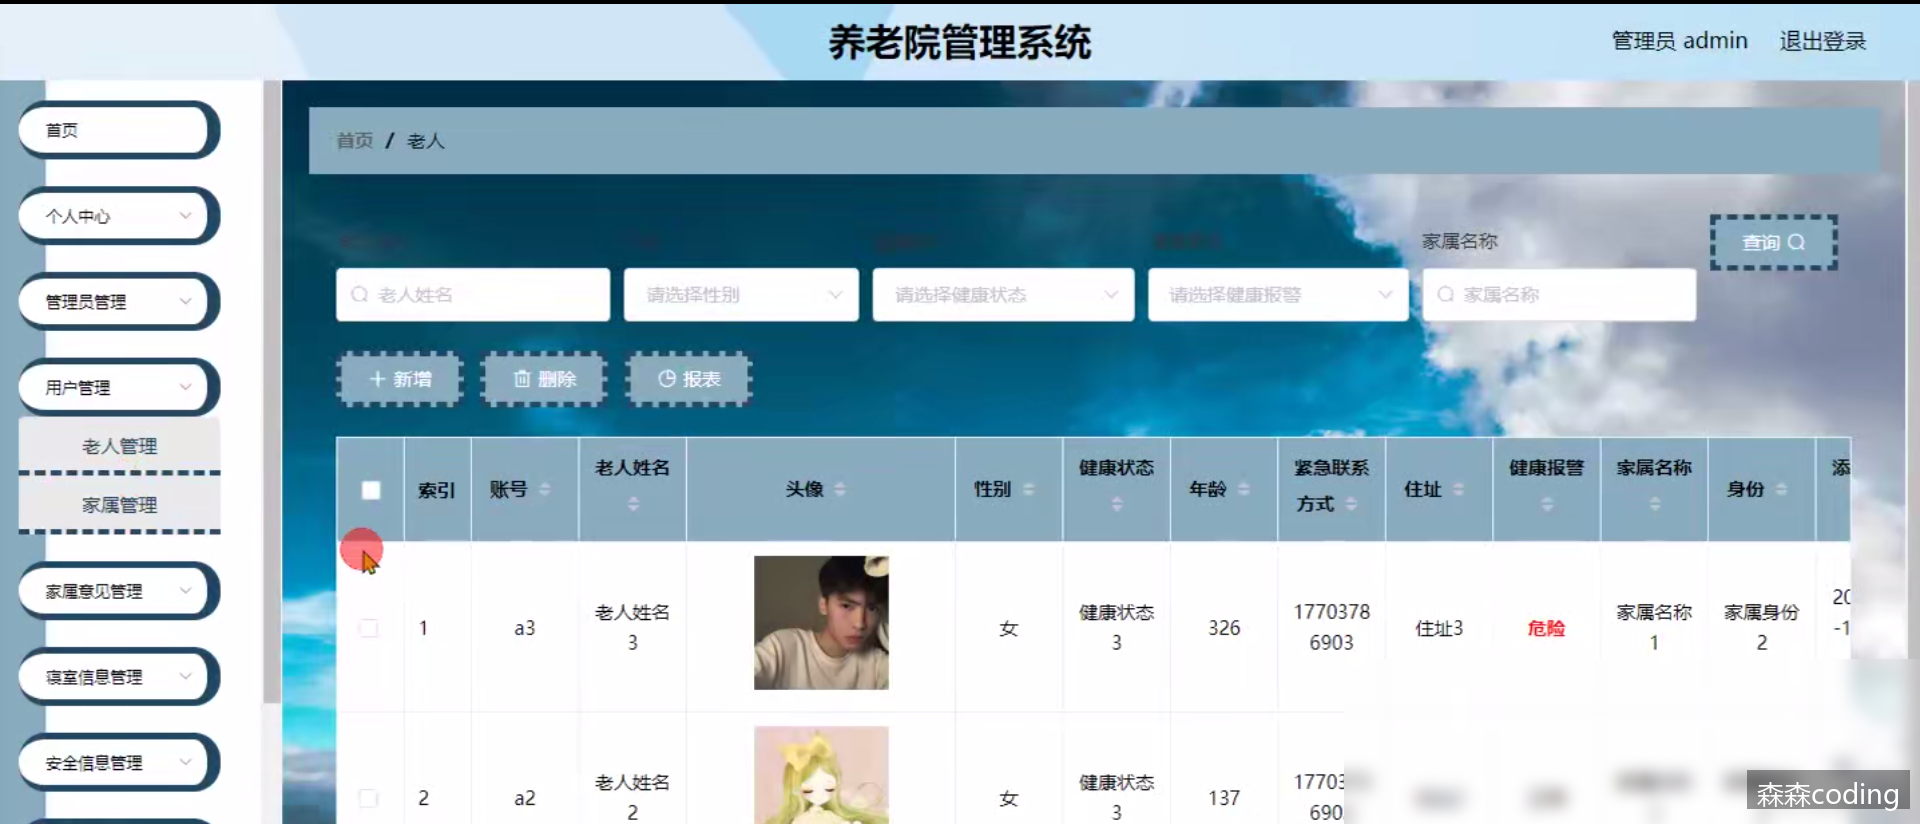 养老院管理系统
管理员 admin
退出登录
首页
个人中心
管理员管理
用户管理
老人管理
家属管理
家属意见管理
寝室信息管理
安全信息管理
首页 / 老人
家属名称
查询
老人姓名
请选择性别
请选择健康状态
请选择健康报警
家属名称
新增
删除
报表
索引 账号 老人姓名 头像 性别 健康状态 年龄 紧急联系方式 住址 健康报警 家属名称 身份 添
1 a3 老人姓名3 女 健康状态3 326 17703786903 住址3 危险 家属名称1 家属身份2 20 -1
2 a2 老人姓名2 女 健康状态3 137 17703 690
森森coding